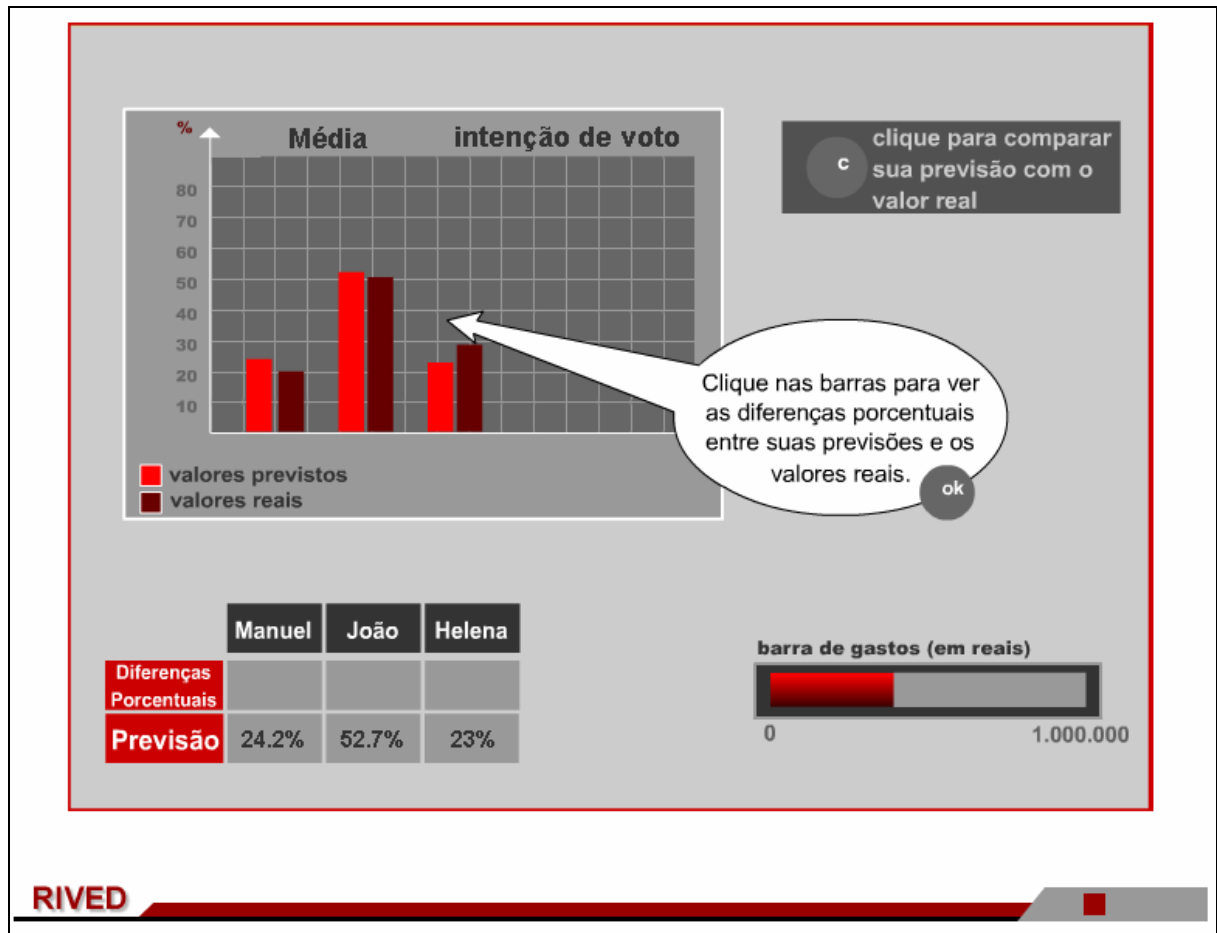 %
Média intenção de voto
80
70
60
50
40
30
20
10
valores previstos
valores reais
c
clique para comparar
sua previsão com o
valor real
Clique nas barras para ver
as diferenças porcentuais
entre suas previsões e os
valores reais.
ok
Manuel João Helena
Diferenças
Porcentuais
Previsão 24.2% 52.7% 23%
barra de gastos (em reais)
0 1.000.000
RIVED